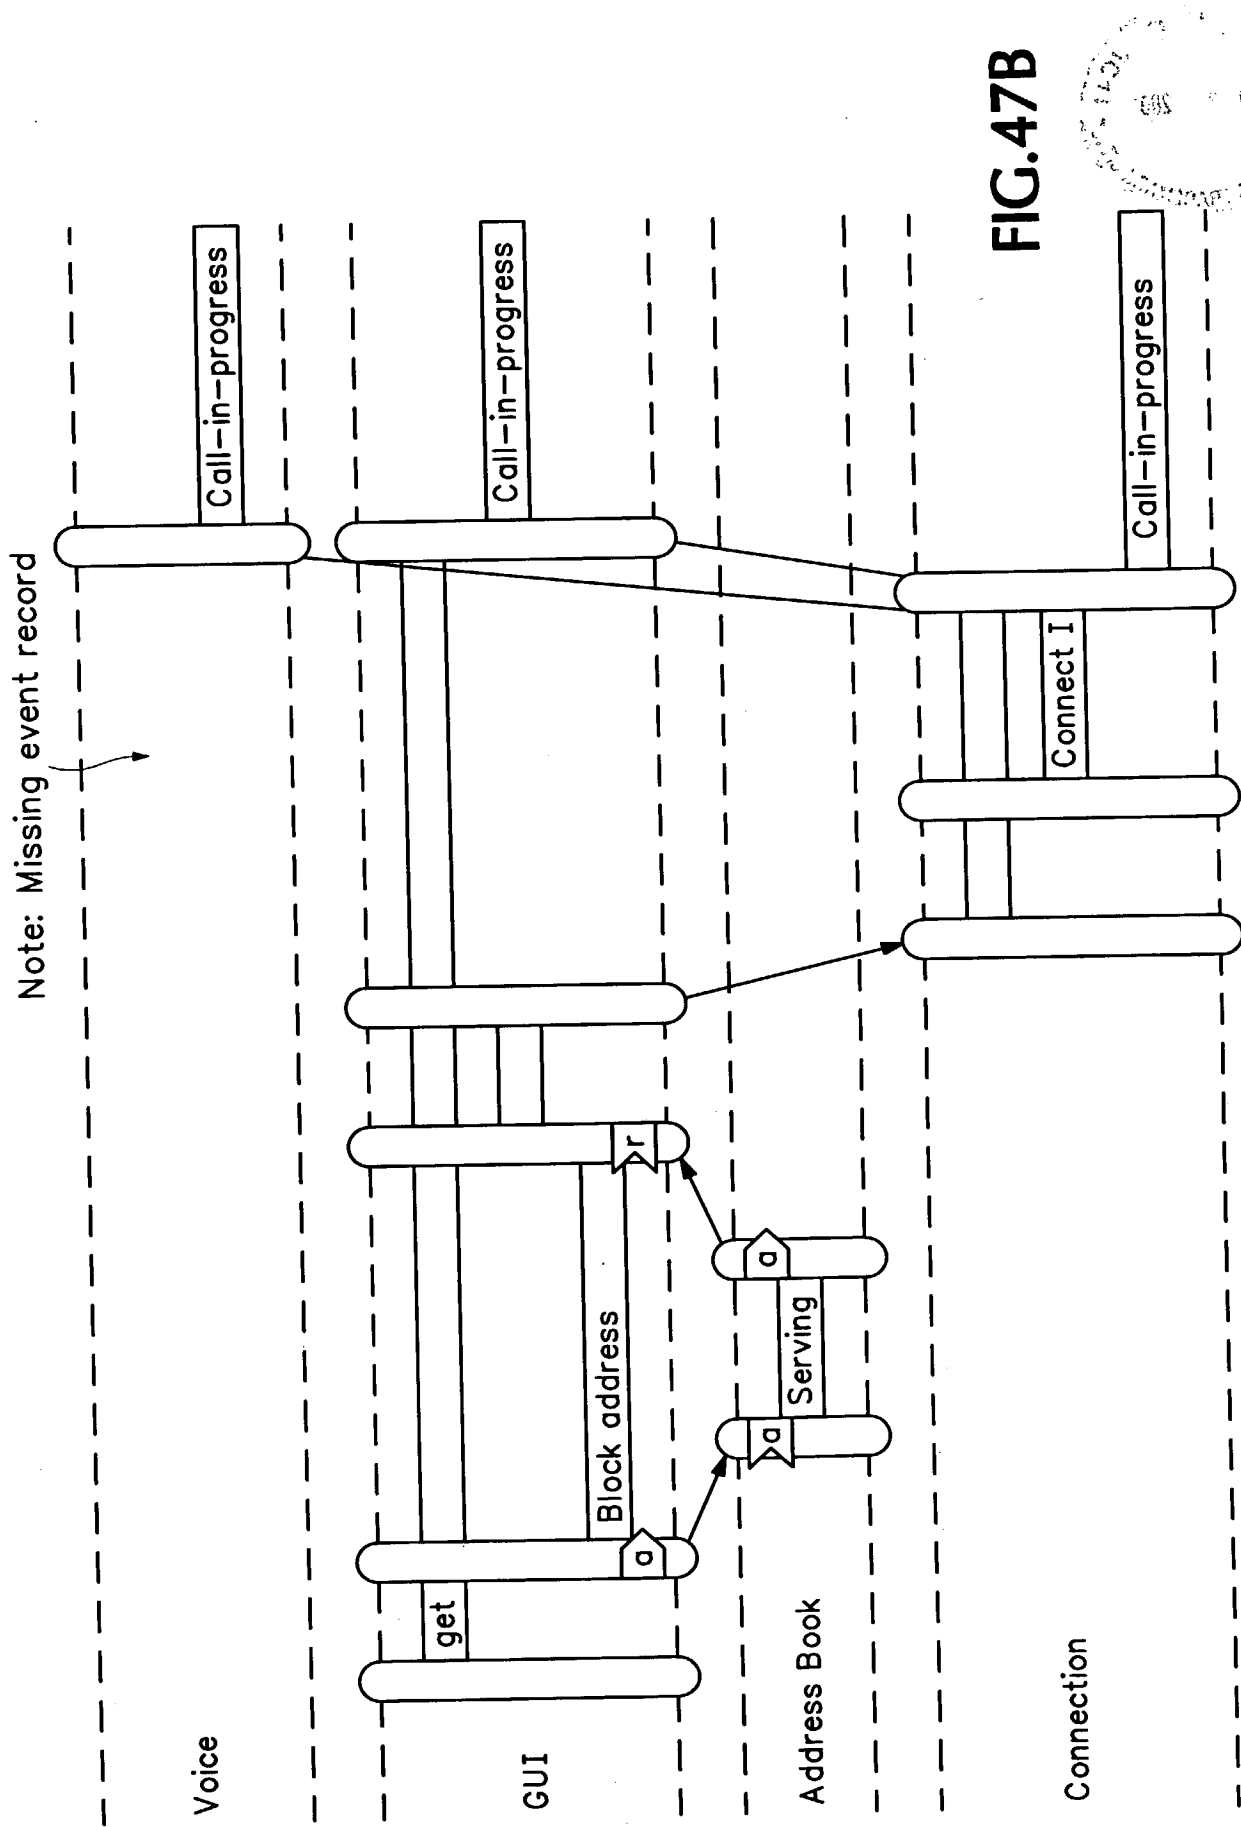 Note: Missing event record
Voice
Call-in-progress
GUI
get
a
Block address
r
Call-in-progress
Address Book
a
Serving
a
Connection
Connect I
Call-in-progress
FIG.47B